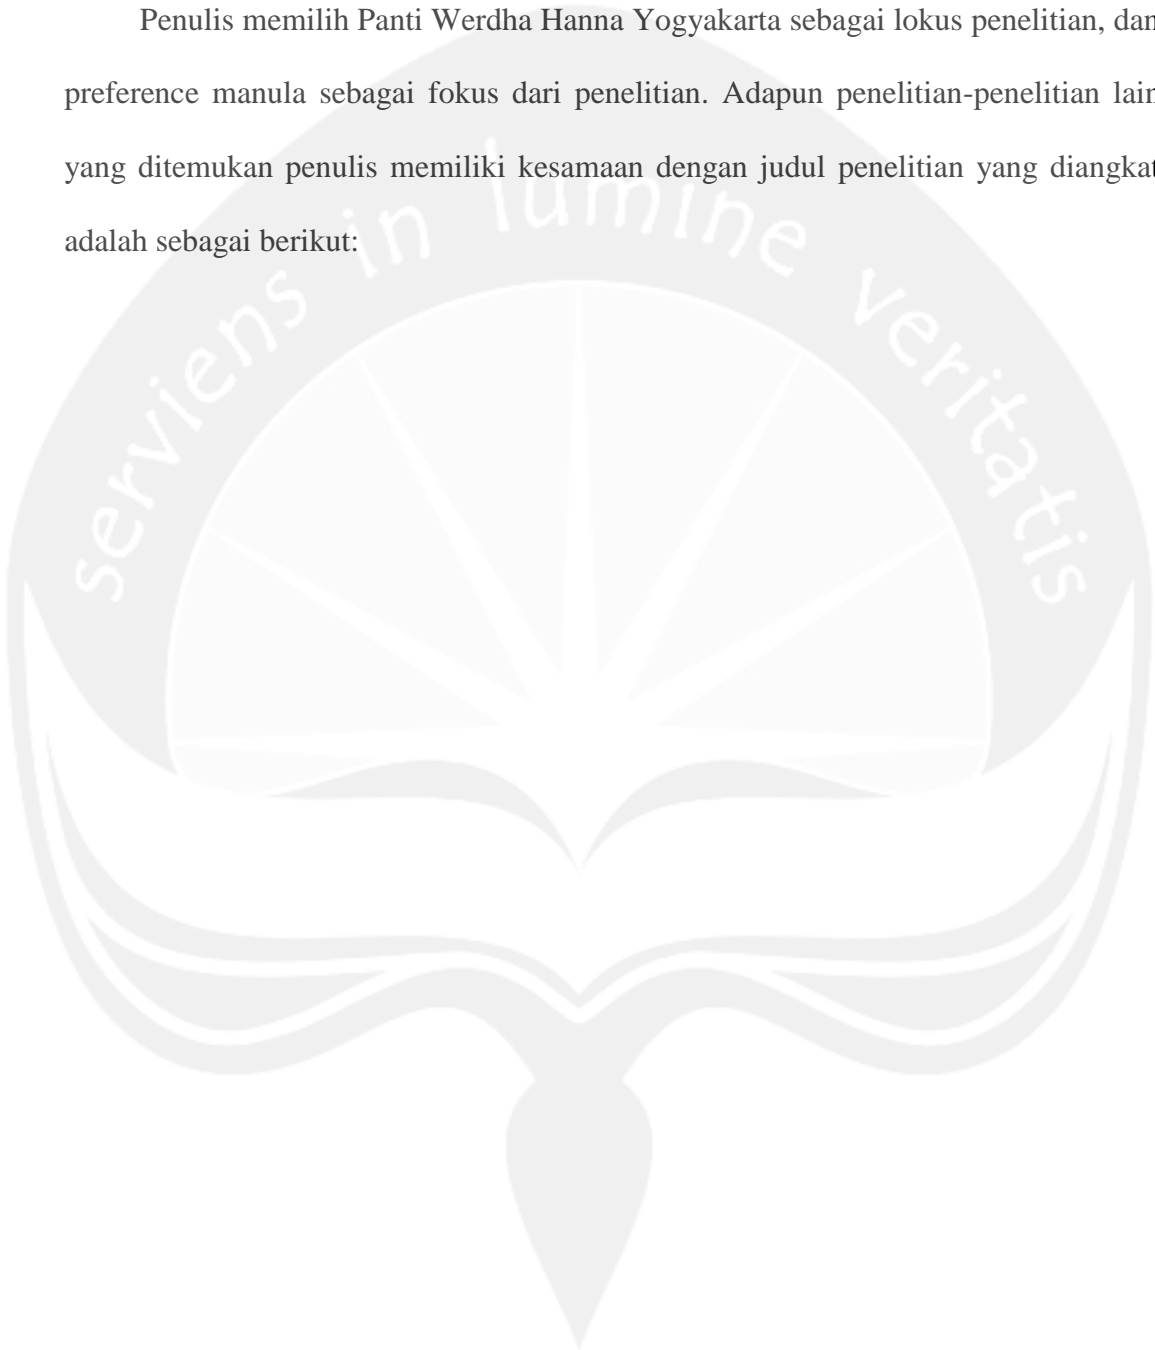 Penulis memilih Panti Werdha Hanna Yogyakarta sebagai lokus penelitian, dan
preference manula sebagai fokus dari penelitian. Adapun penelitian-penelitian lain
yang ditemukan penulis memiliki kesamaan dengan judul penelitian yang diangkat
adalah sebagai berikut:
serviens in lumine veritatis